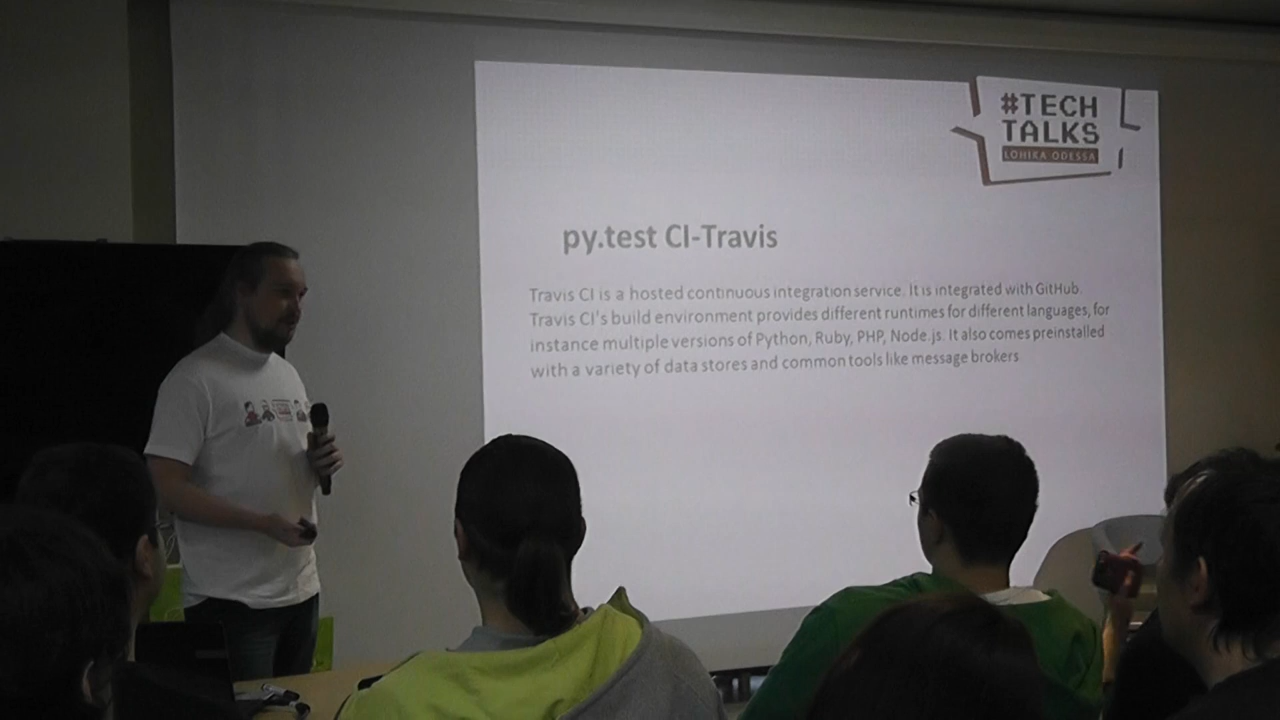 #TECH
TALKS
LOHIKA ODESSA
py.test CI-Travis
Travis CI is a hosted continuous integration service. It is integrated with GitHub.
Travis CI's build environment provides different runtimes for different languages, for
instance multiple versions of Python, Ruby, PHP, Node.js. It also comes preinstalled
with a variety of data stores and common tools like message brokers